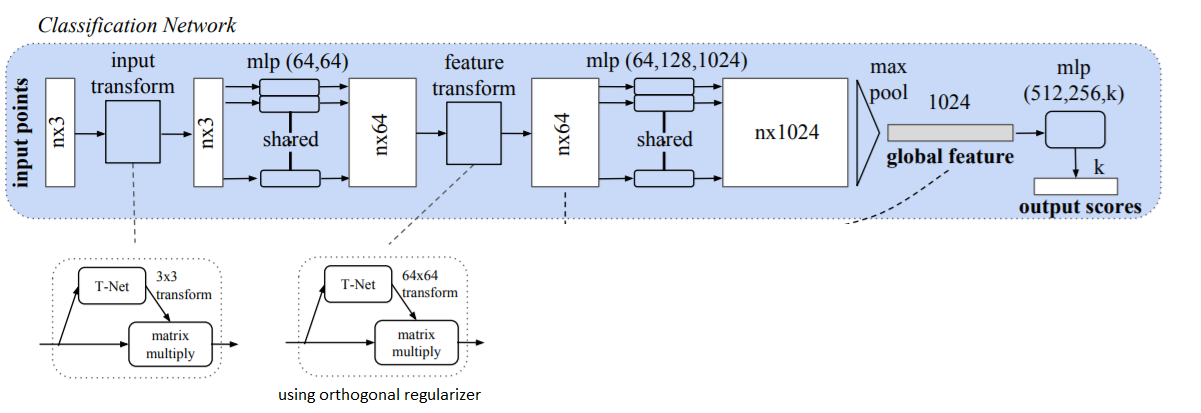 Classification Network
input points
nx3
input
transform
nx3
mlp (64,64)
shared
nx64
feature
transform
nx64
mlp (64,128,1024)
shared
nx1024
max
pool
1024
global feature
mlp
(512,256,k)
k
output scores
T-Net
3x3
transform
matrix
multiply
T-Net
64x64
transform
matrix
multiply
using orthogonal regularizer